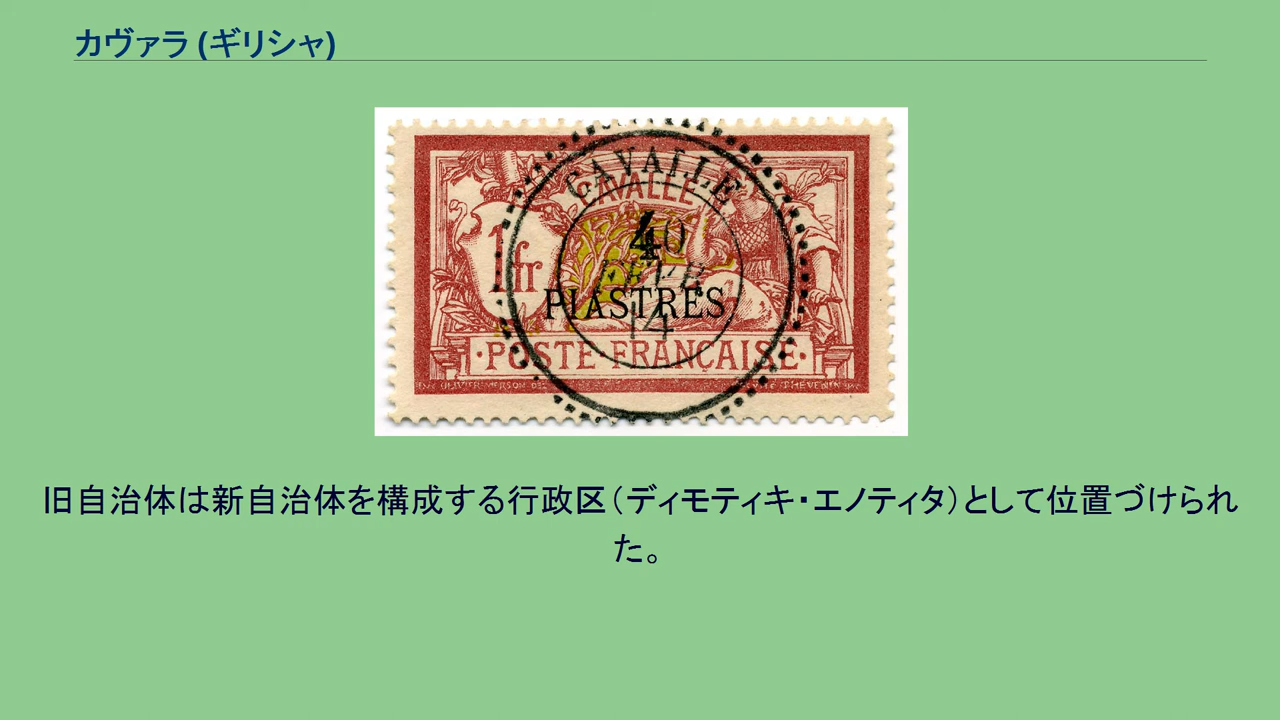 カヴァラ (ギリシャ)
CAVALLE
CAVALLE
1fr
4
PIASTRES
14
·POSTE FRANÇAISE·
旧自治体は新自治体を構成する行政区（ディモティキ・エノティタ）として位置づけられ
た。